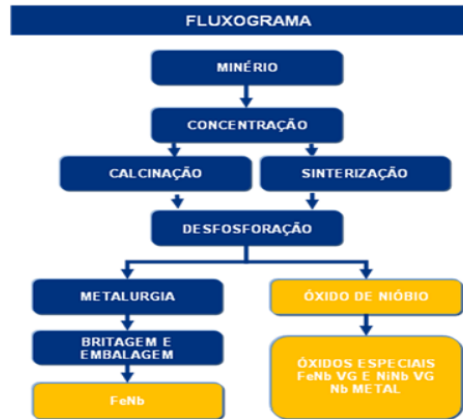 FLUXOGRAMA
MINÉRIO
CONCENTRAÇÃO
CALCINAÇÃO
SINTERIZAÇÃO
DESFOSFORAÇÃO
METALURGIA
ÓXIDO DE NIÓBIO
BRITAGEM E
EMBALAGEM
ÓXIDOS ESPECIAIS
FeNb VG E NiNb VG
Nb METAL
FeNb